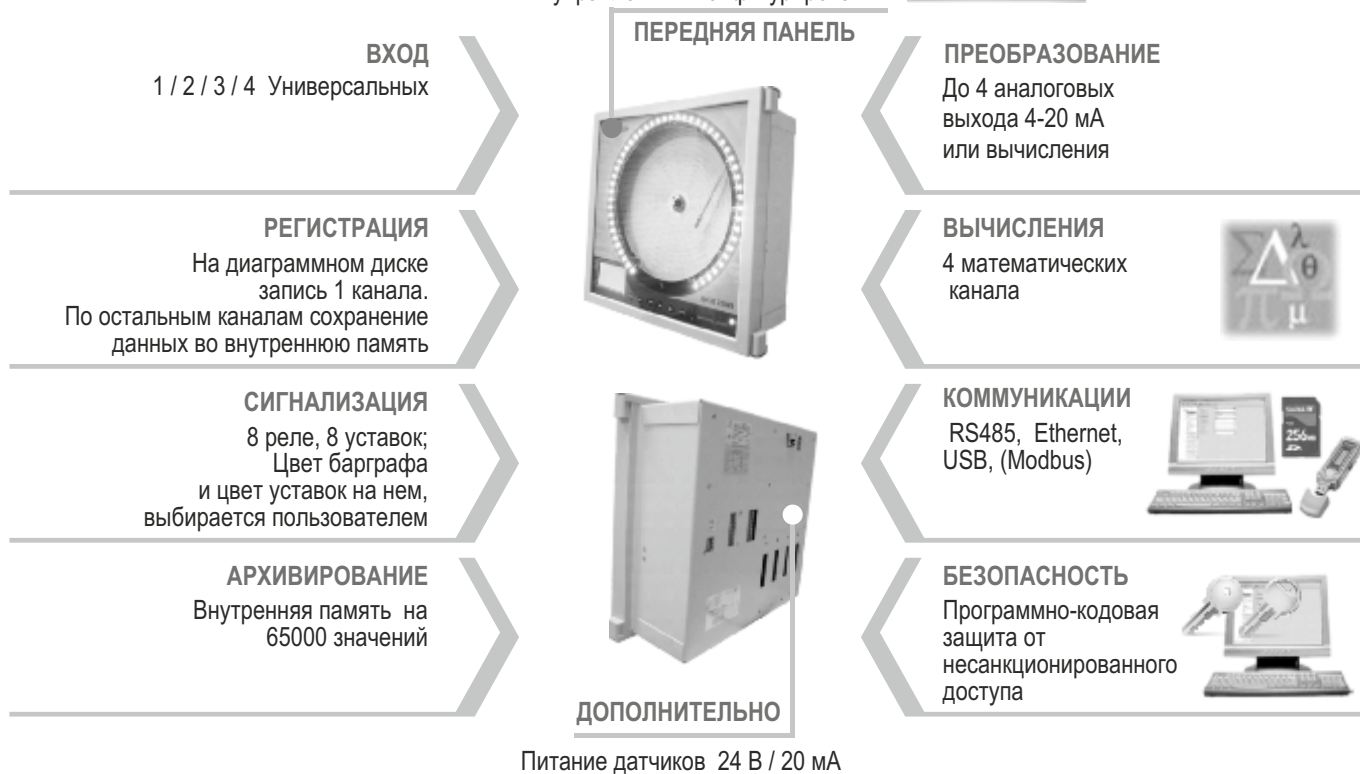 ПЕРЕДНЯЯ ПАНЕЛЬ
ВХОД
1 / 2 / 3 / 4 Универсальных
РЕГИСТРАЦИЯ
На диаграммном диске
запись 1 канала.
По остальным каналам сохранение
данных во внутреннюю память
СИГНАЛИЗАЦИЯ
8 реле, 8 уставок;
Цвет барграфа
и цвет уставок на нем,
выбирается пользователем
АРХИВИРОВАНИЕ
Внутренняя память на
65000 значений
ПРЕОБРАЗОВАНИЕ
До 4 аналоговых
выхода 4-20 мА
или вычисления
ВЫЧИСЛЕНИЯ
4 математических
канала
Σ Δ λ θ π Ω μ
КОММУНИКАЦИИ
RS485, Ethernet,
USB, (Modbus)
256
БЕЗОПАСНОСТЬ
Программно-кодовая
защита от
несанкционированного
доступа
ДОПОЛНИТЕЛЬНО
Питание датчиков 24 В / 20 мА